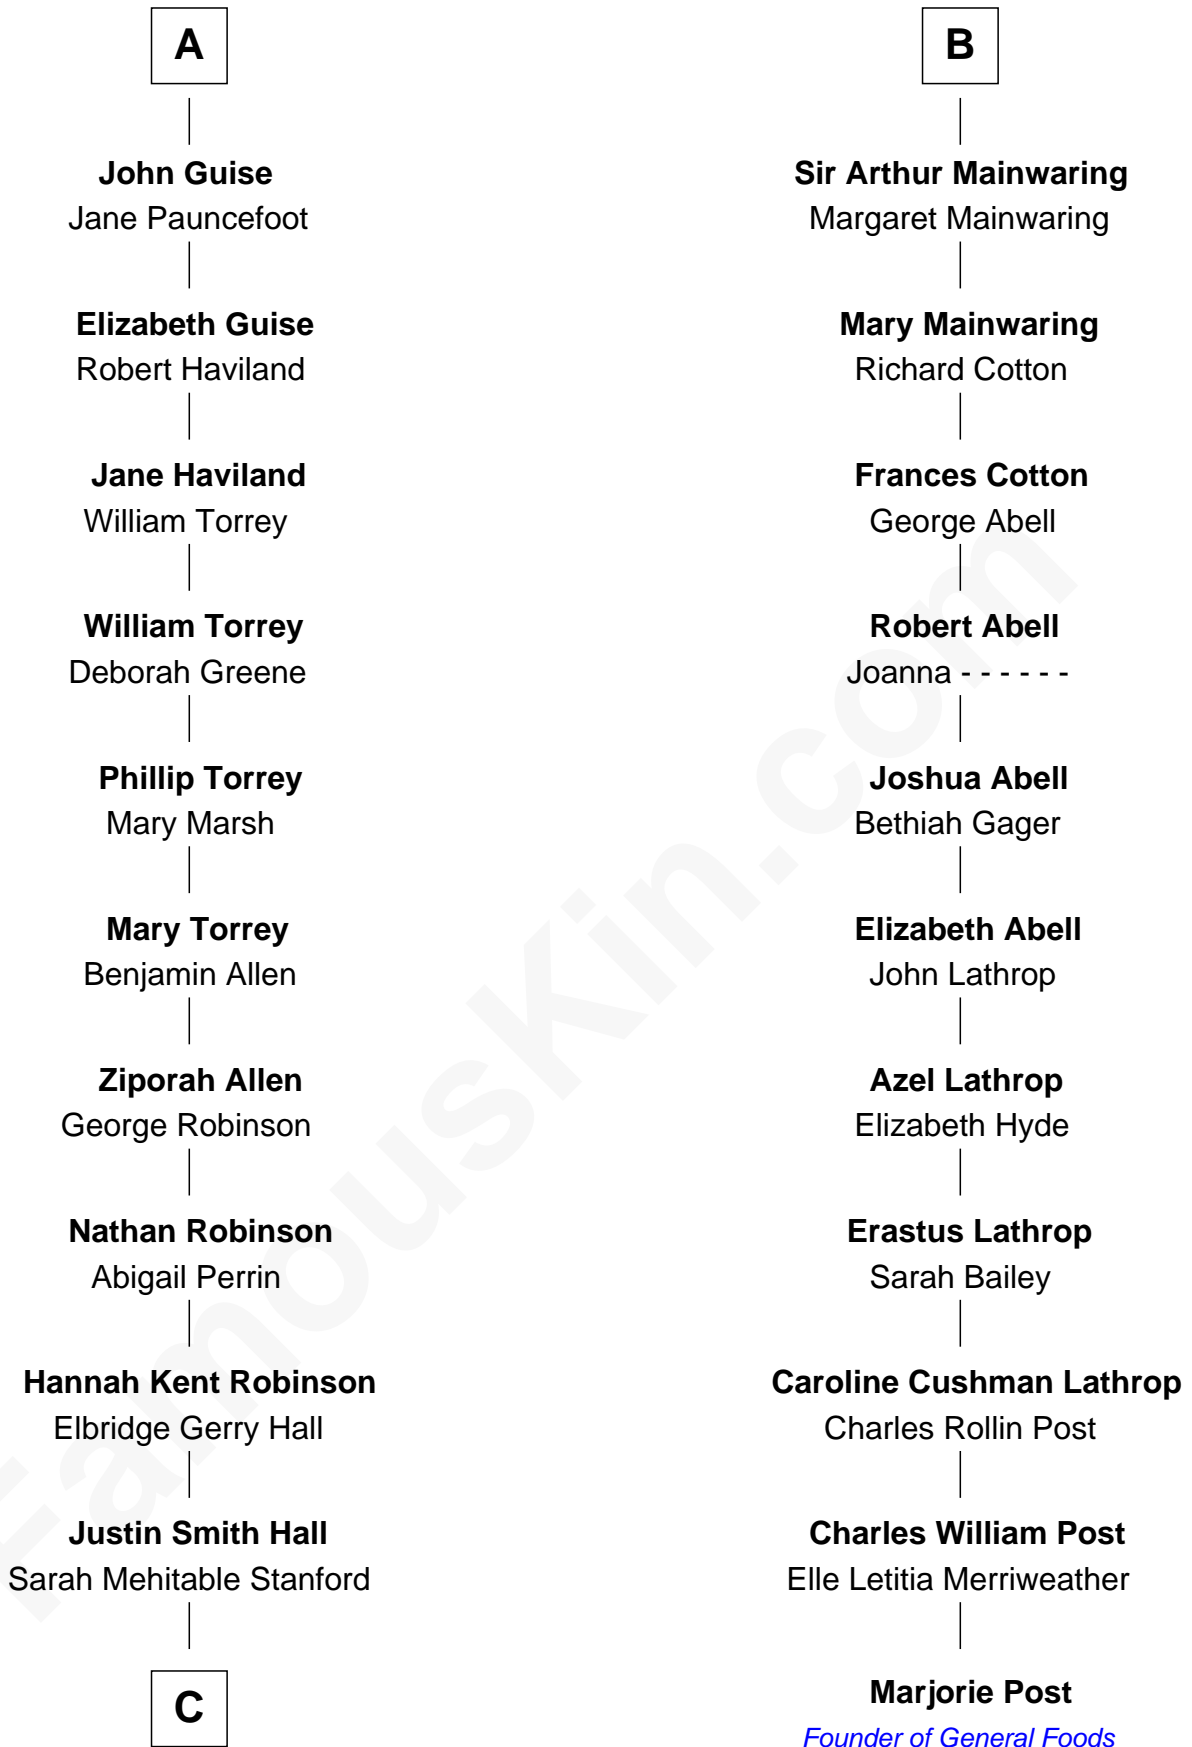 A
John Guise
Jane Pauncefoot
Elizabeth Guise
Robert Haviland
Jane Haviland
William Torrey
William Torrey
Deborah Greene
Phillip Torrey
Mary Marsh
Mary Torrey
Benjamin Allen
Ziporah Allen
George Robinson
Nathan Robinson
Abigail Perrin
Hannah Kent Robinson
Elbridge Gerry Hall
Justin Smith Hall
Sarah Mehitable Stanford
C
B
Sir Arthur Mainwaring
Margaret Mainwaring
Mary Mainwaring
Richard Cotton
Frances Cotton
George Abell
Robert Abell
Joanna - - - - - -
Joshua Abell
Bethiah Gager
Elizabeth Abell
John Lathrop
Azel Lathrop
Elizabeth Hyde
Erastus Lathrop
Sarah Bailey
Caroline Cushman Lathrop
Charles Rollin Post
Charles William Post
Elle Letitia Merriweather
Marjorie Post
Founder of General Foods
FamousKin.com